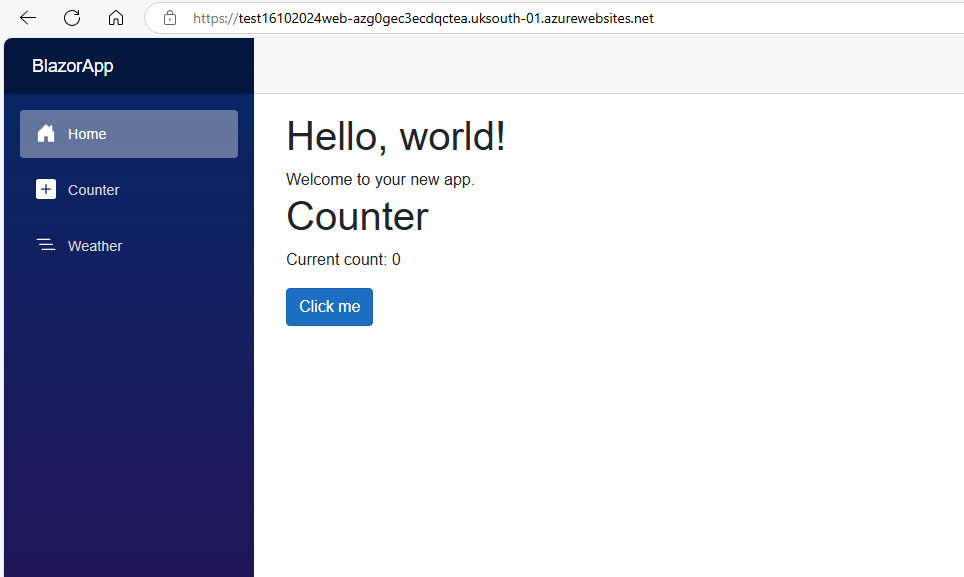 https://test16102024web-azg0gec3ecdqctea.uksouth-01.azurewebsites.net
BlazorApp
Home
Counter
Weather
Hello, world!
Welcome to your new app.
Counter
Current count: 0
Click me